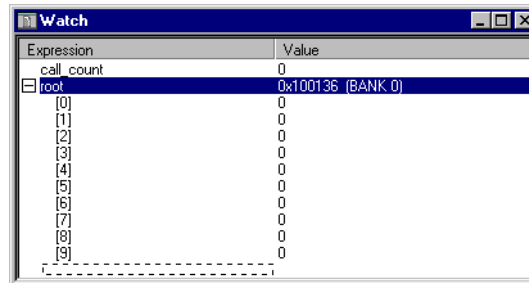 Watch
Expression Value
call_count 0
root 0x100136 (BANK 0)
[0] 0
[1] 0
[2] 0
[3] 0
[4] 0
[5] 0
[6] 0
[7] 0
[8] 0
[9] 0